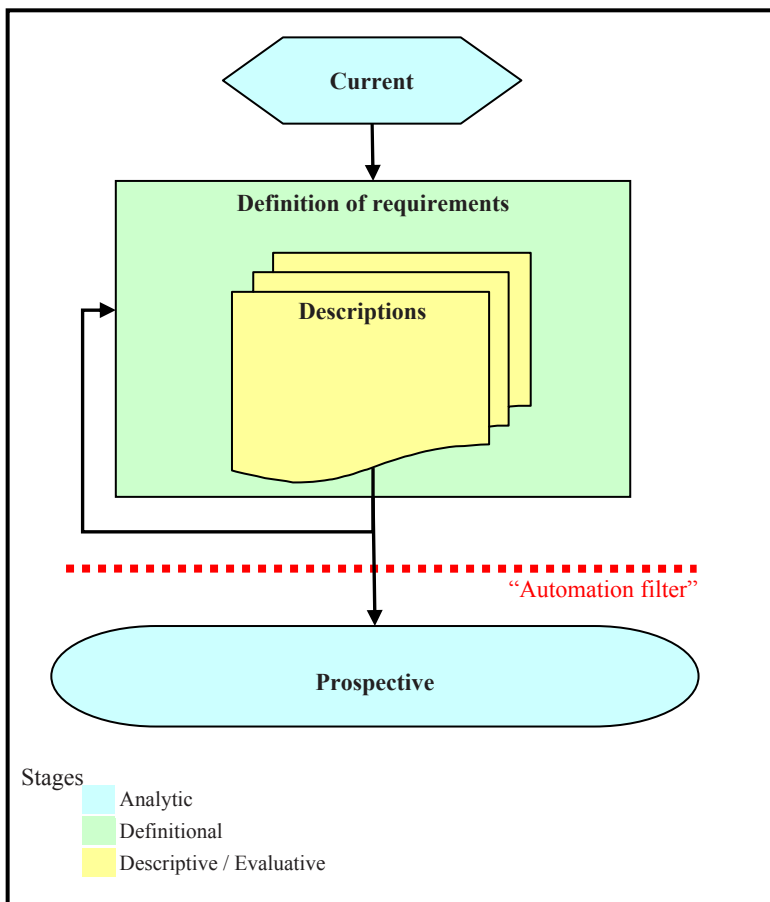 Current
Definition of requirements
Descriptions
“Automation filter”
Prospective
Stages
Analytic
Definitional
Descriptive / Evaluative